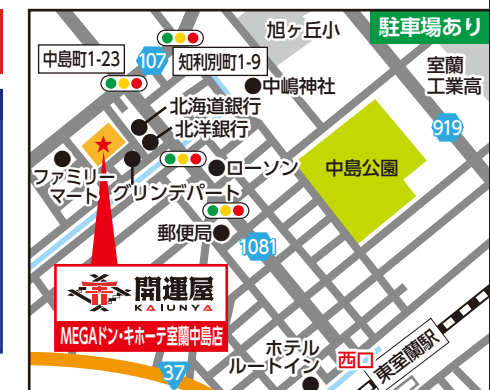 旭ヶ丘小
駐車場あり
中島町1-23
107
知利別町1-9
室蘭
工業高
中嶋神社
北海道銀行
北洋銀行
919
ファミリー
マート
グリンデパート
ローソン
中島公園
郵便局
1081
開運屋
KAIUNYA
MEGAドン・キホーテ室蘭中島店
ホテル
ルートイン
西口
東室蘭駅
37